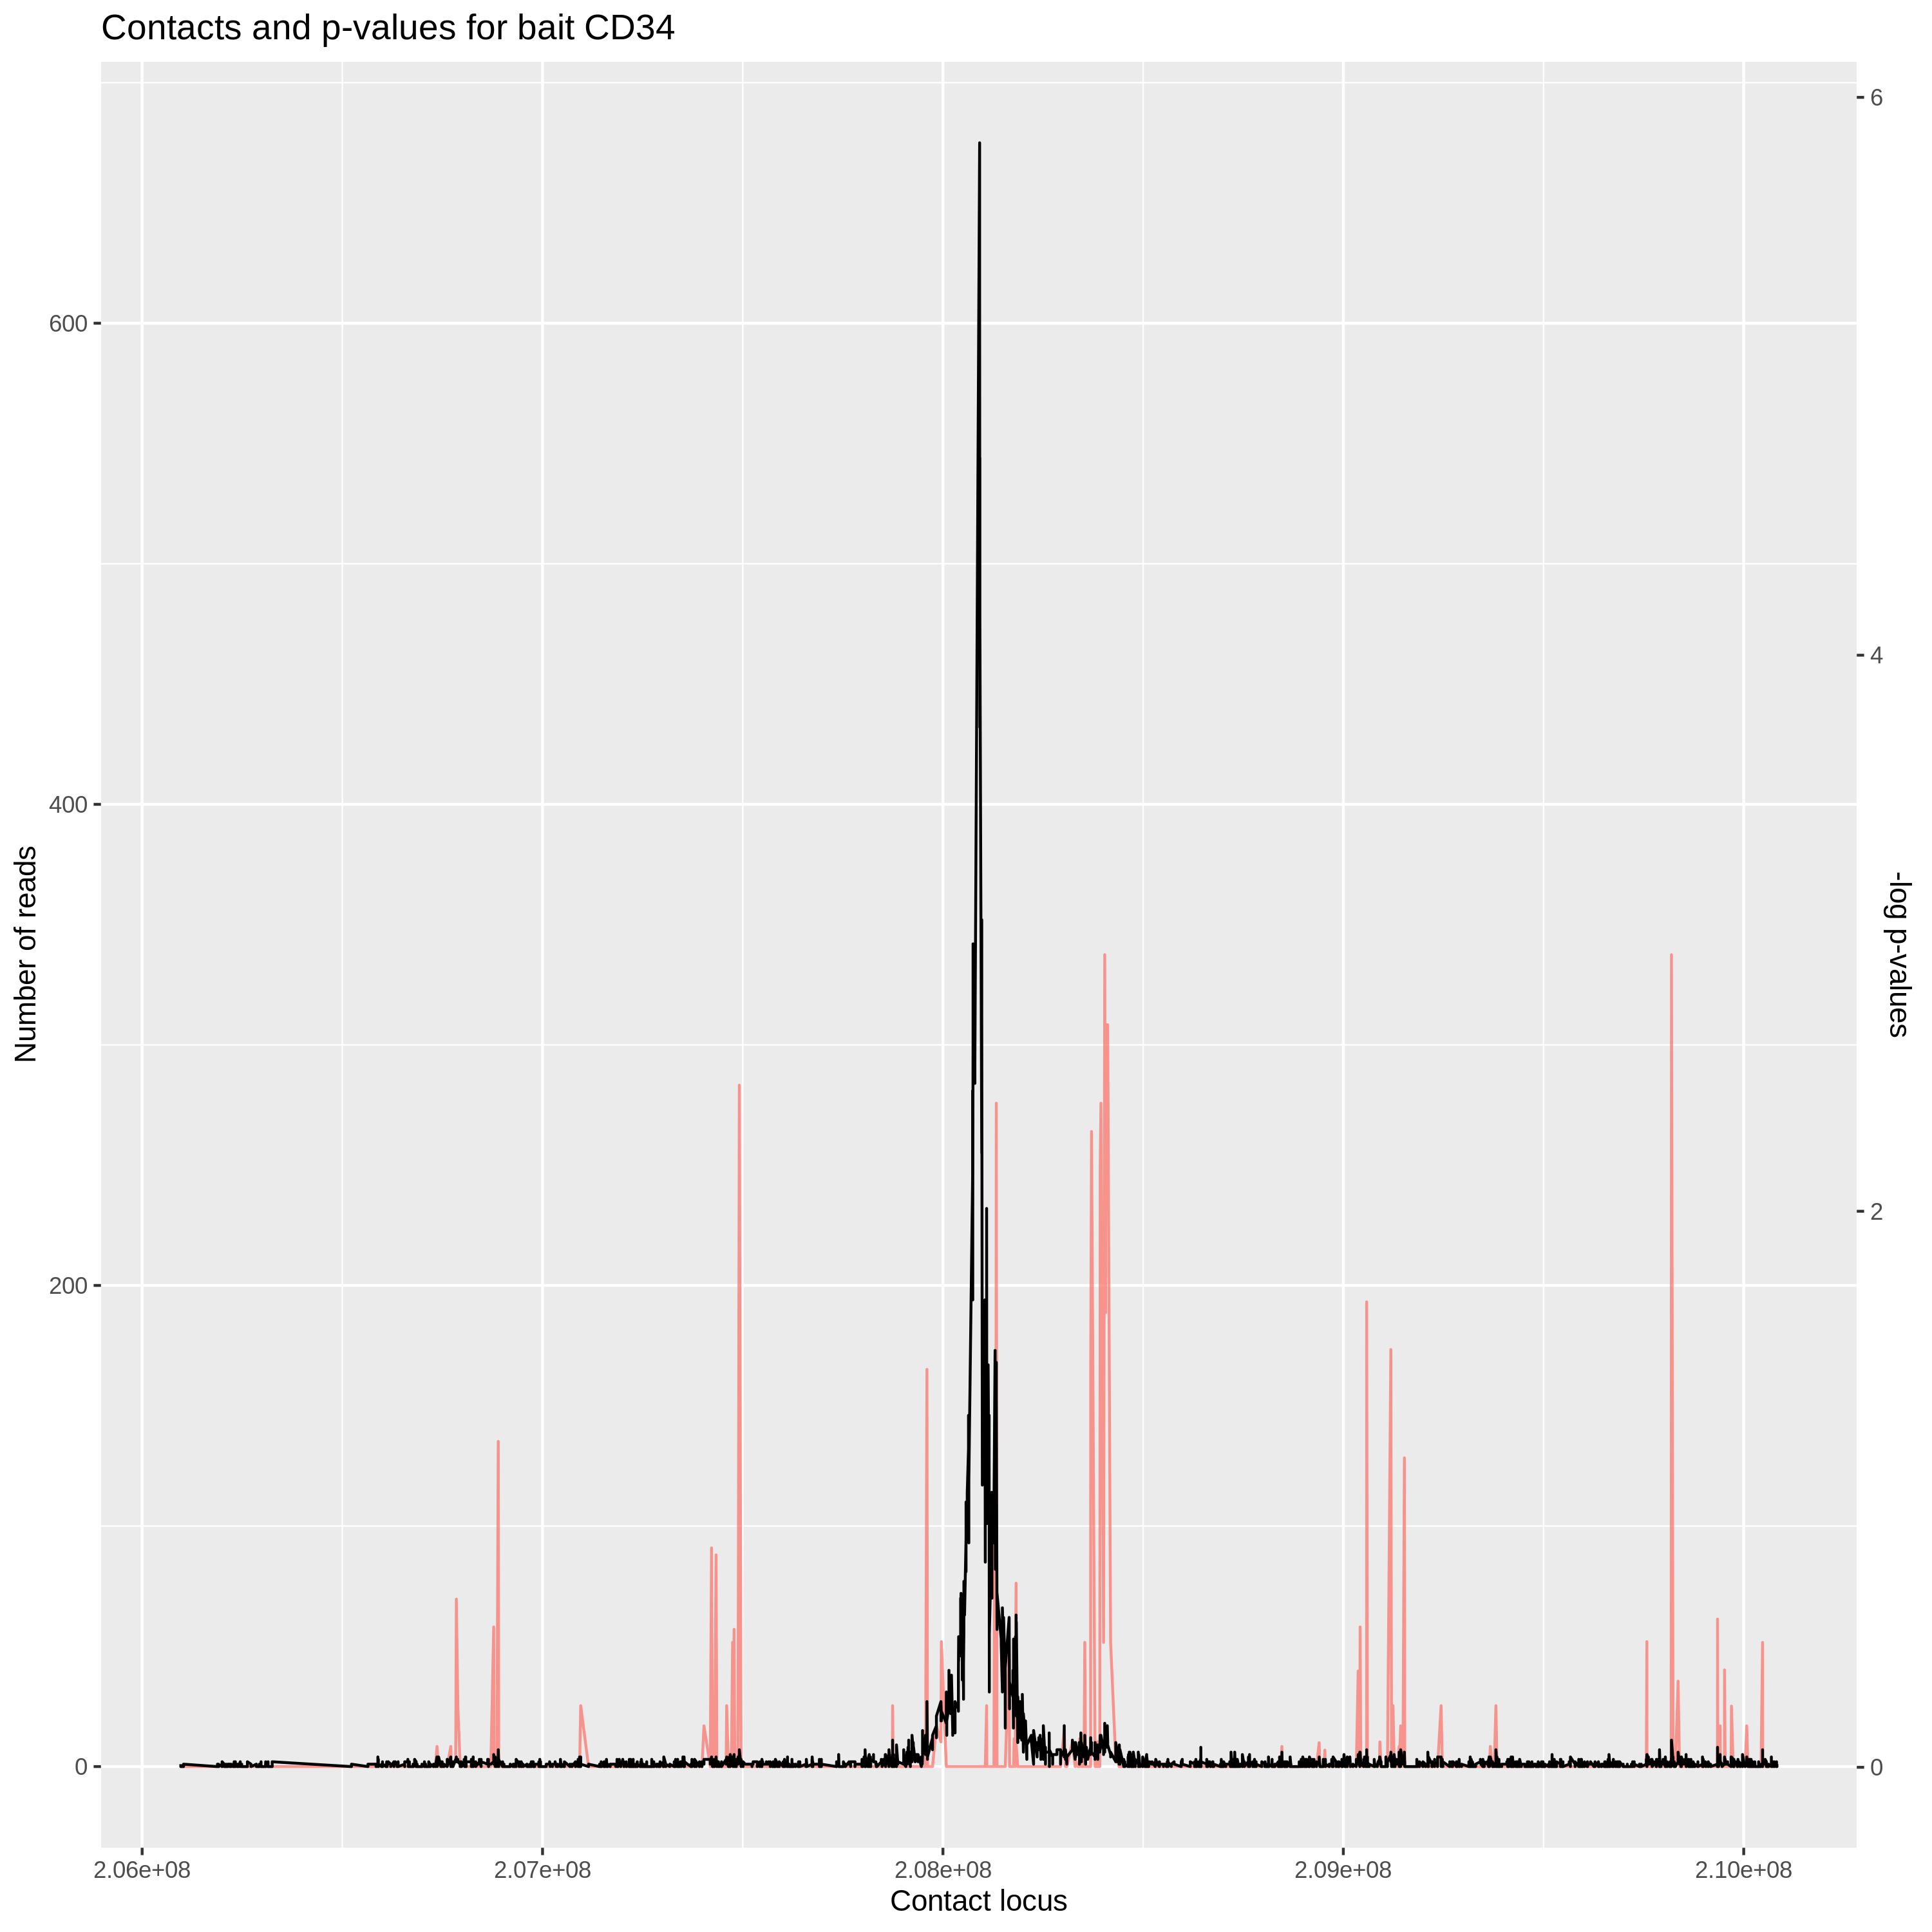 Contacts and p-values for bait CD34
6
600
4
400
Number of reads
-log p-values
2
200
0
0
2.06e+08
2.07e+08
2.08e+08
2.09e+08
2.10e+08
Contact locus